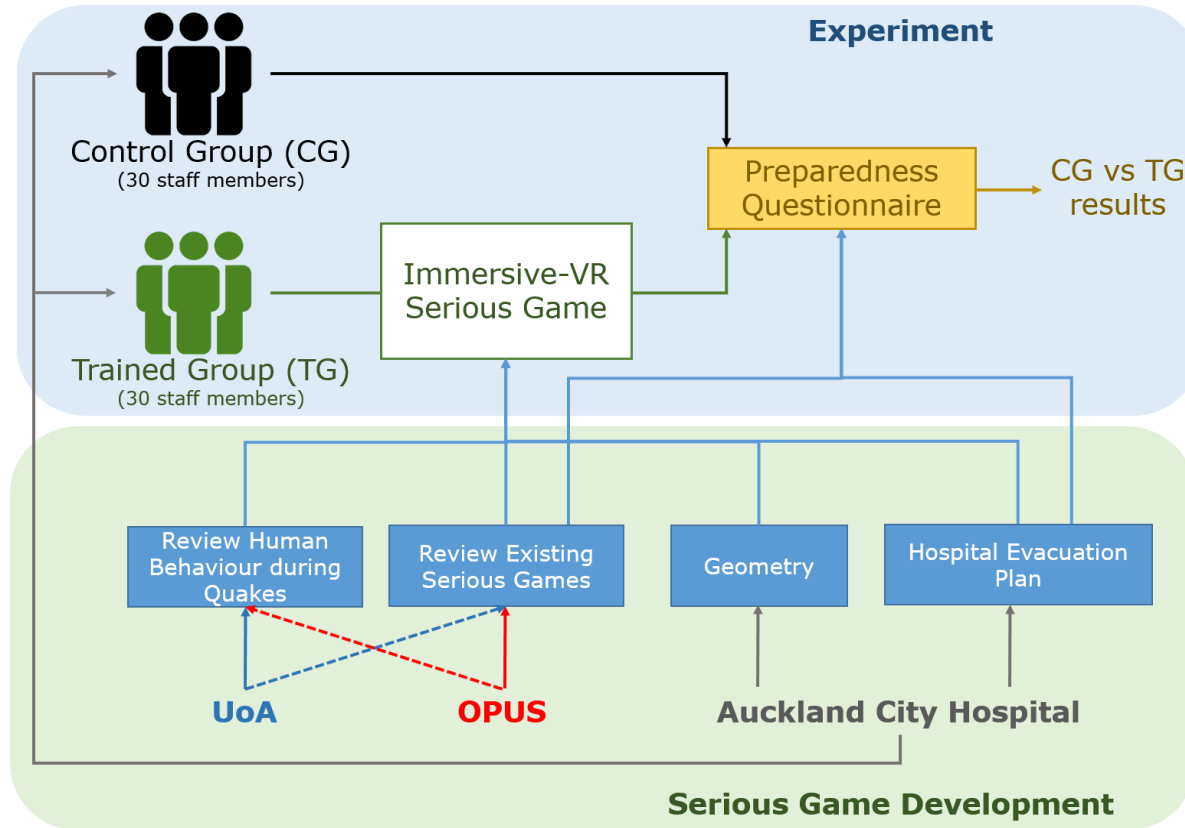 Experiment
Control Group (CG)
(30 staff members)
Preparedness
Questionnaire
CG vs TG
results
Immersive-VR
Serious Game
Trained Group (TG)
(30 staff members)
Review Human
Behaviour during
Quakes
Review Existing
Serious Games
Geometry
Hospital Evacuation
Plan
UoA
OPUS
Auckland City Hospital
Serious Game Development